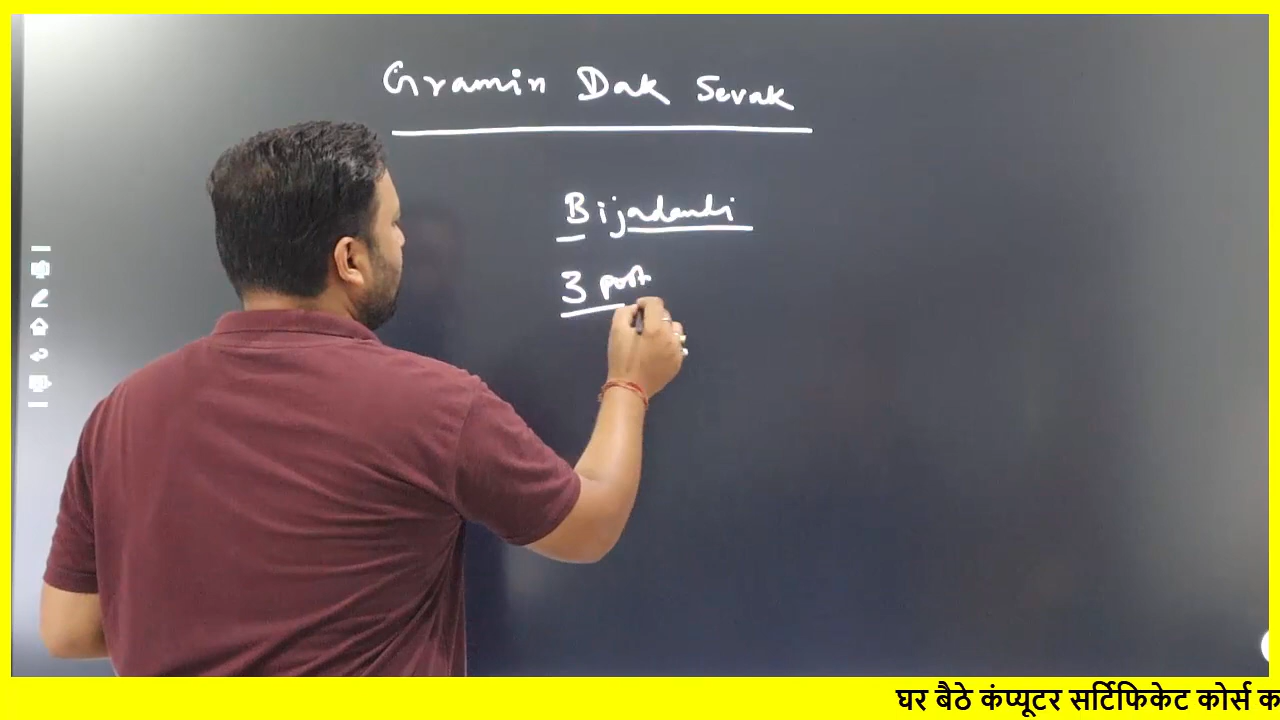 Gramin Dak Sevak
Bijadandi
3 post
घर बैठे कंप्यूटर सर्टिफिकेट कोर्स क